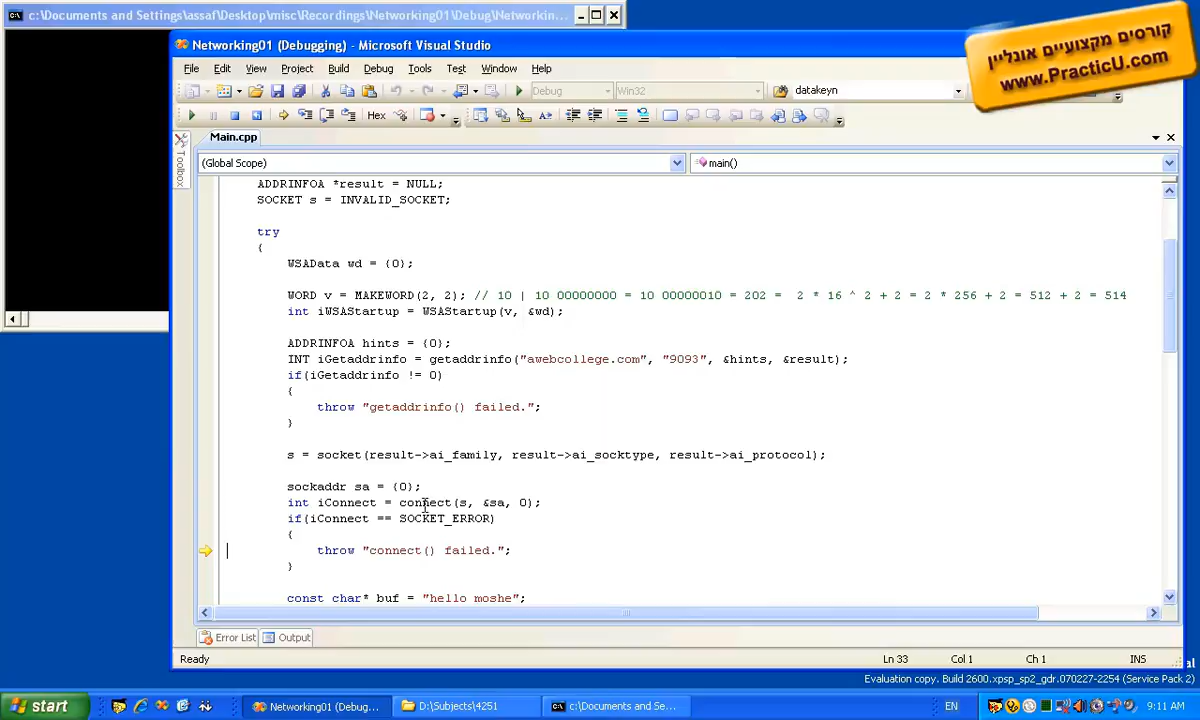 c:\Documents and Settings\assaf\Desktop\misc\Recordings\Networking01\Debug\Networkin...
Networking01 (Debugging) - Microsoft Visual Studio
קורסים מקצועיים אונליין
www.PracticU.com
File Edit View Project Build Debug Tools Test Window Help
Debug Win32 datakeyn
Hex
Main.cpp
Toolbox
(Global Scope) main()
ADDRINFOA *result = NULL;
SOCKET s = INVALID_SOCKET;
try
{
WSAData wd = {0};
WORD v = MAKEWORD(2, 2); // 10 | 10 00000000 = 10 00000010 = 202 =  2 * 16 ^ 2 + 2 = 2 * 256 + 2 = 512 + 2 = 514
int iWSAStartup = WSAStartup(v, &wd);
ADDRINFOA hints = {0};
INT iGetaddrinfo = getaddrinfo("awebcollege.com", "9093", &hints, &result);
if(iGetaddrinfo != 0)
{
throw "getaddrinfo() failed.";
}
s = socket(result->ai_family, result->ai_socktype, result->ai_protocol);
sockaddr sa = {0};
int iConnect = connect(s, &sa, 0);
if(iConnect == SOCKET_ERROR)
{
throw "connect() failed.";
}
const char* buf = "hello moshe";
Error List Output
Ready Ln 33 Col 1 Ch 1 INS
Evaluation copy. Build 2600.xpsp_sp2_gdr.070227-2254 (Service Pack 2)
start Networking01 (Debug... D:\Subjects\4251 c:\Documents and Se... EN 9:11 AM